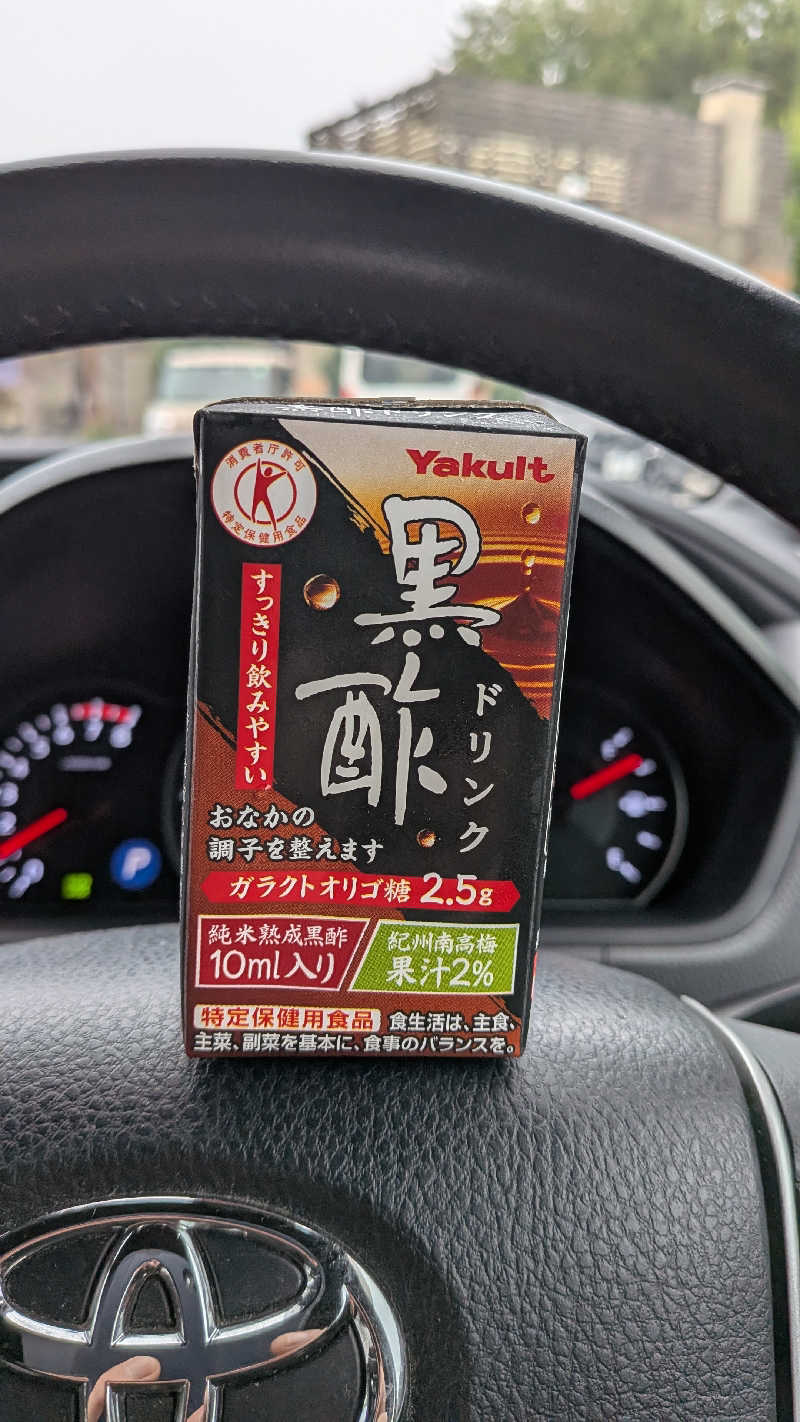 消費者庁許可
特定保健用食品
Yakult
黒酢
ドリンク
すっきり飲みやすい
おなかの
調子を整えます
ガラクトオリゴ糖 2.5g
純米熟成黒酢
10ml入り
紀州南高梅
果汁2%
特定保健用食品 食生活は、主食、
主菜、副菜を基本に、食事のバランスを。
P